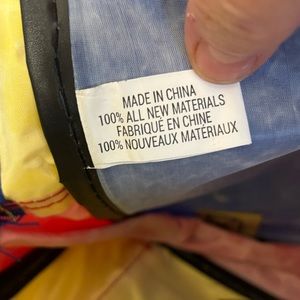 MADE IN CHINA
100% ALL NEW MATERIALS
FABRIQUÉ EN CHINE
100% NOUVEAUX MATÉRIAUX